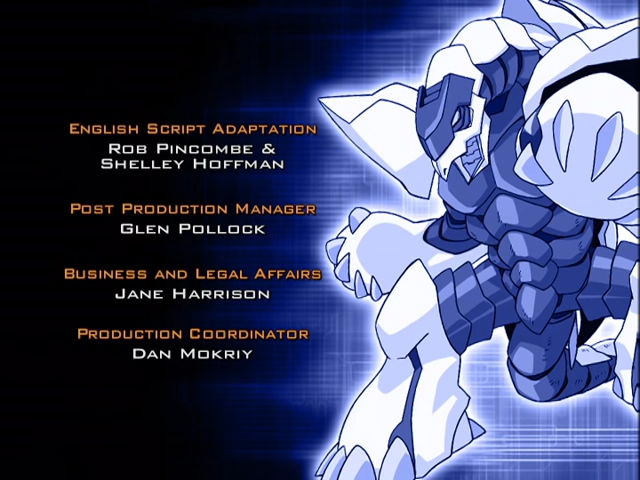 English Script Adaptation
Rob Pincombe &
Shelley Hoffman
Post Production Manager
Glen Pollock
Business and Legal Affairs
Jane Harrison
Production Coordinator
Dan Mokriy